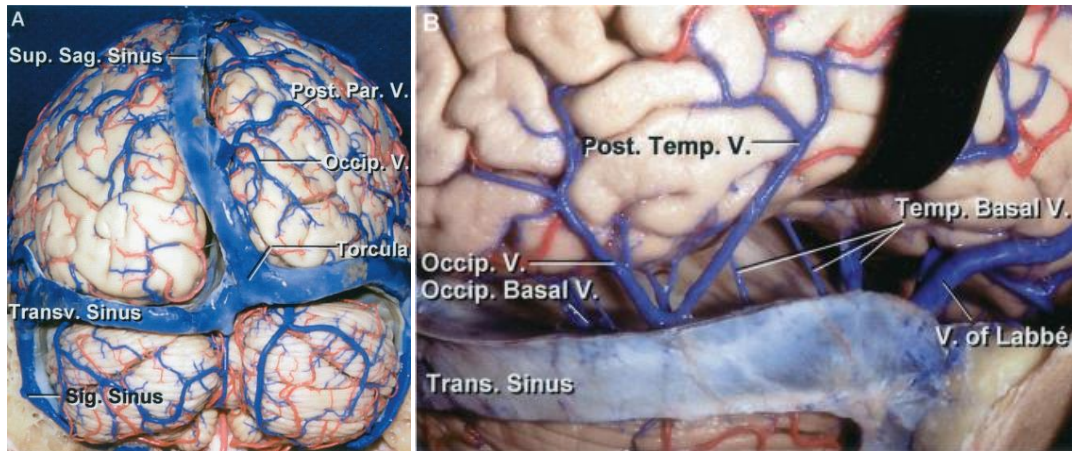 A
Sup. Sag. Sinus
Post. Par. V.
Occip. V.
Torcula
Transv. Sinus
Sig. Sinus
B
Post. Temp. V.
Temp. Basal V.
Occip. V.
Occip. Basal V.
V. of Labbé
Trans. Sinus